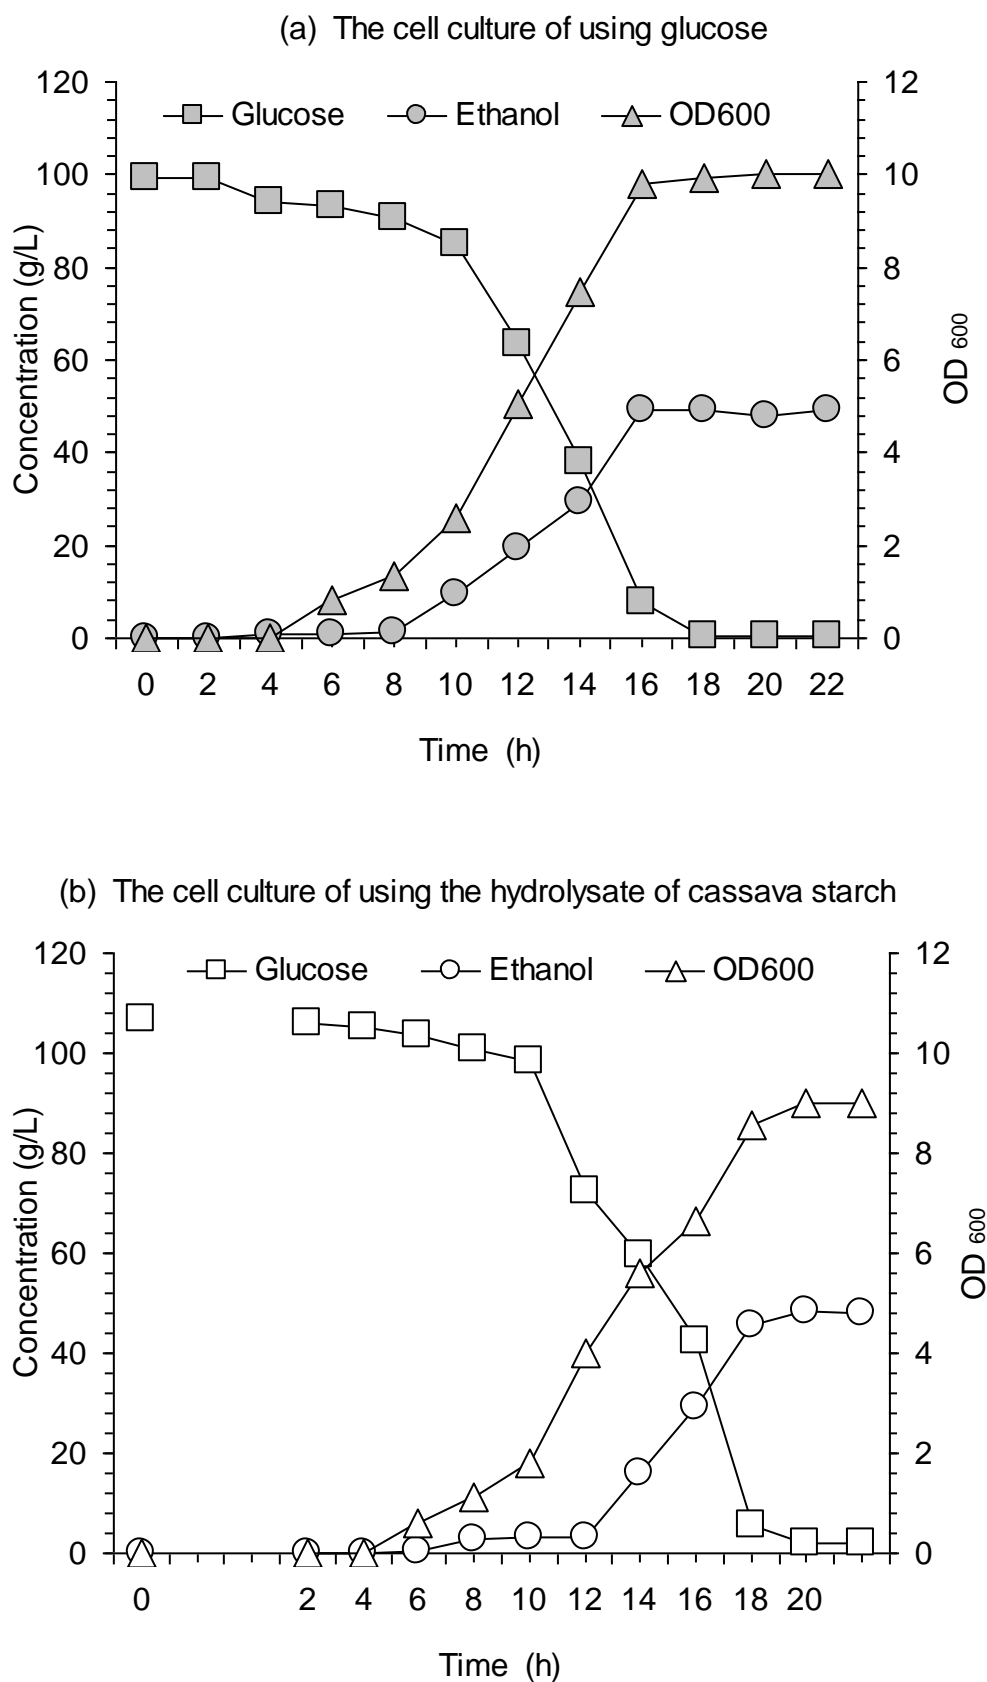 (a) The cell culture of using glucose
120 12
Glucose Ethanol OD600
100 10
80 8
60 6
40 4
20 2
0 0
Concentration (g/L)
OD 600
0 2 4 6 8 10 12 14 16 18 20 22
Time (h)
(b) The cell culture of using the hydrolysate of cassava starch
120 12
Glucose Ethanol OD600
100 10
80 8
60 6
40 4
20 2
0 0
Concentration (g/L)
OD 600
0 2 4 6 8 10 12 14 16 18 20
Time (h)